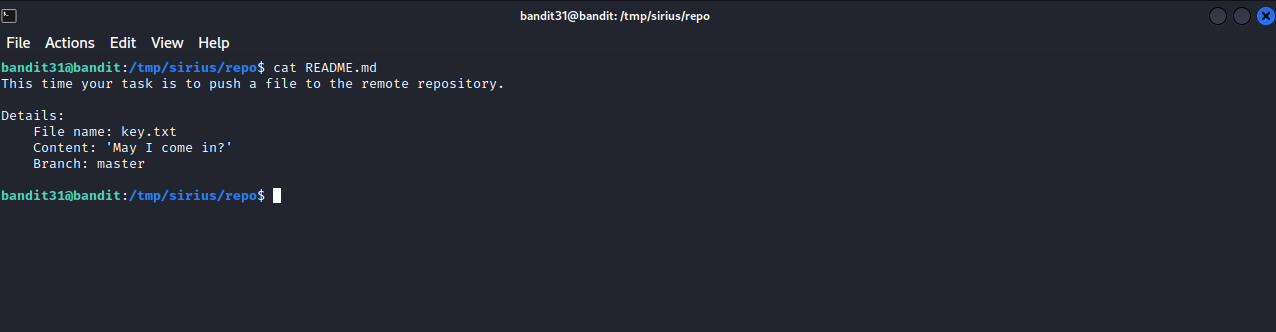 bandit31@bandit: /tmp/sirius/repo
File Actions Edit View Help
bandit31@bandit:/tmp/sirius/repo$ cat README.md
This time your task is to push a file to the remote repository.
Details:
File name: key.txt
Content: 'May I come in?'
Branch: master
bandit31@bandit:/tmp/sirius/repo$